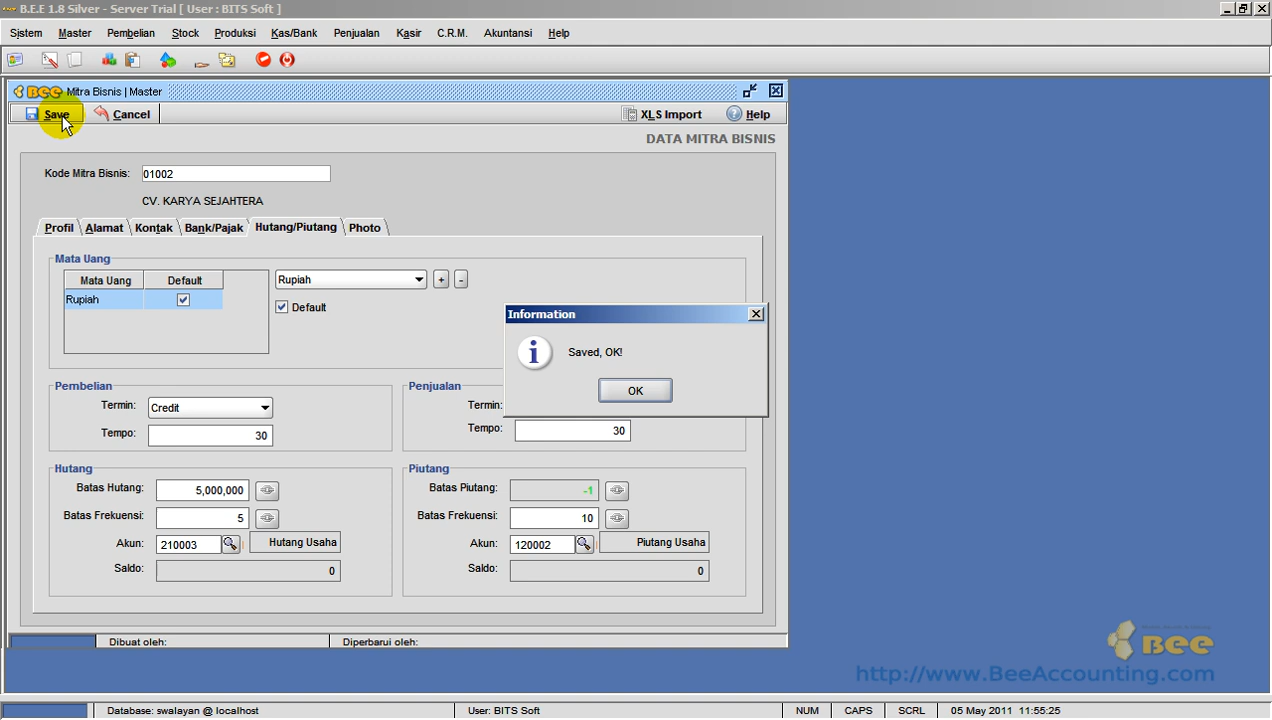 B.E.E 1.8 Silver - Server Trial [ User : BITS Soft ]
Sistem Master Pembelian Stock Produksi Kas/Bank Penjualan Kasir C.R.M. Akuntansi Help
BEE Mitra Bisnis | Master
Save Cancel XLS Import Help
DATA MITRA BISNIS
Kode Mitra Bisnis: 01002
CV. KARYA SEJAHTERA
Profil Alamat Kontak Bank/Pajak Hutang/Piutang Photo
Mata Uang
Mata Uang Default Rupiah + -
Rupiah
Default
Information
Saved, OK!
OK
Pembelian Penjualan
Termin: Credit Termin:
Tempo: 30 Tempo: 30
Hutang Piutang
Batas Hutang: 5,000,000 Batas Piutang: -1
Batas Frekuensi: 5 Batas Frekuensi: 10
Akun: 210003 Hutang Usaha Akun: 120002 Piutang Usaha
Saldo: 0 Saldo: 0
Dibuat oleh: Diperbarui oleh:
Bee
http://www.BeeAccounting.com
Database: swalayan @ localhost User: BITS Soft NUM CAPS SCRL 05 May 2011 11:55:25